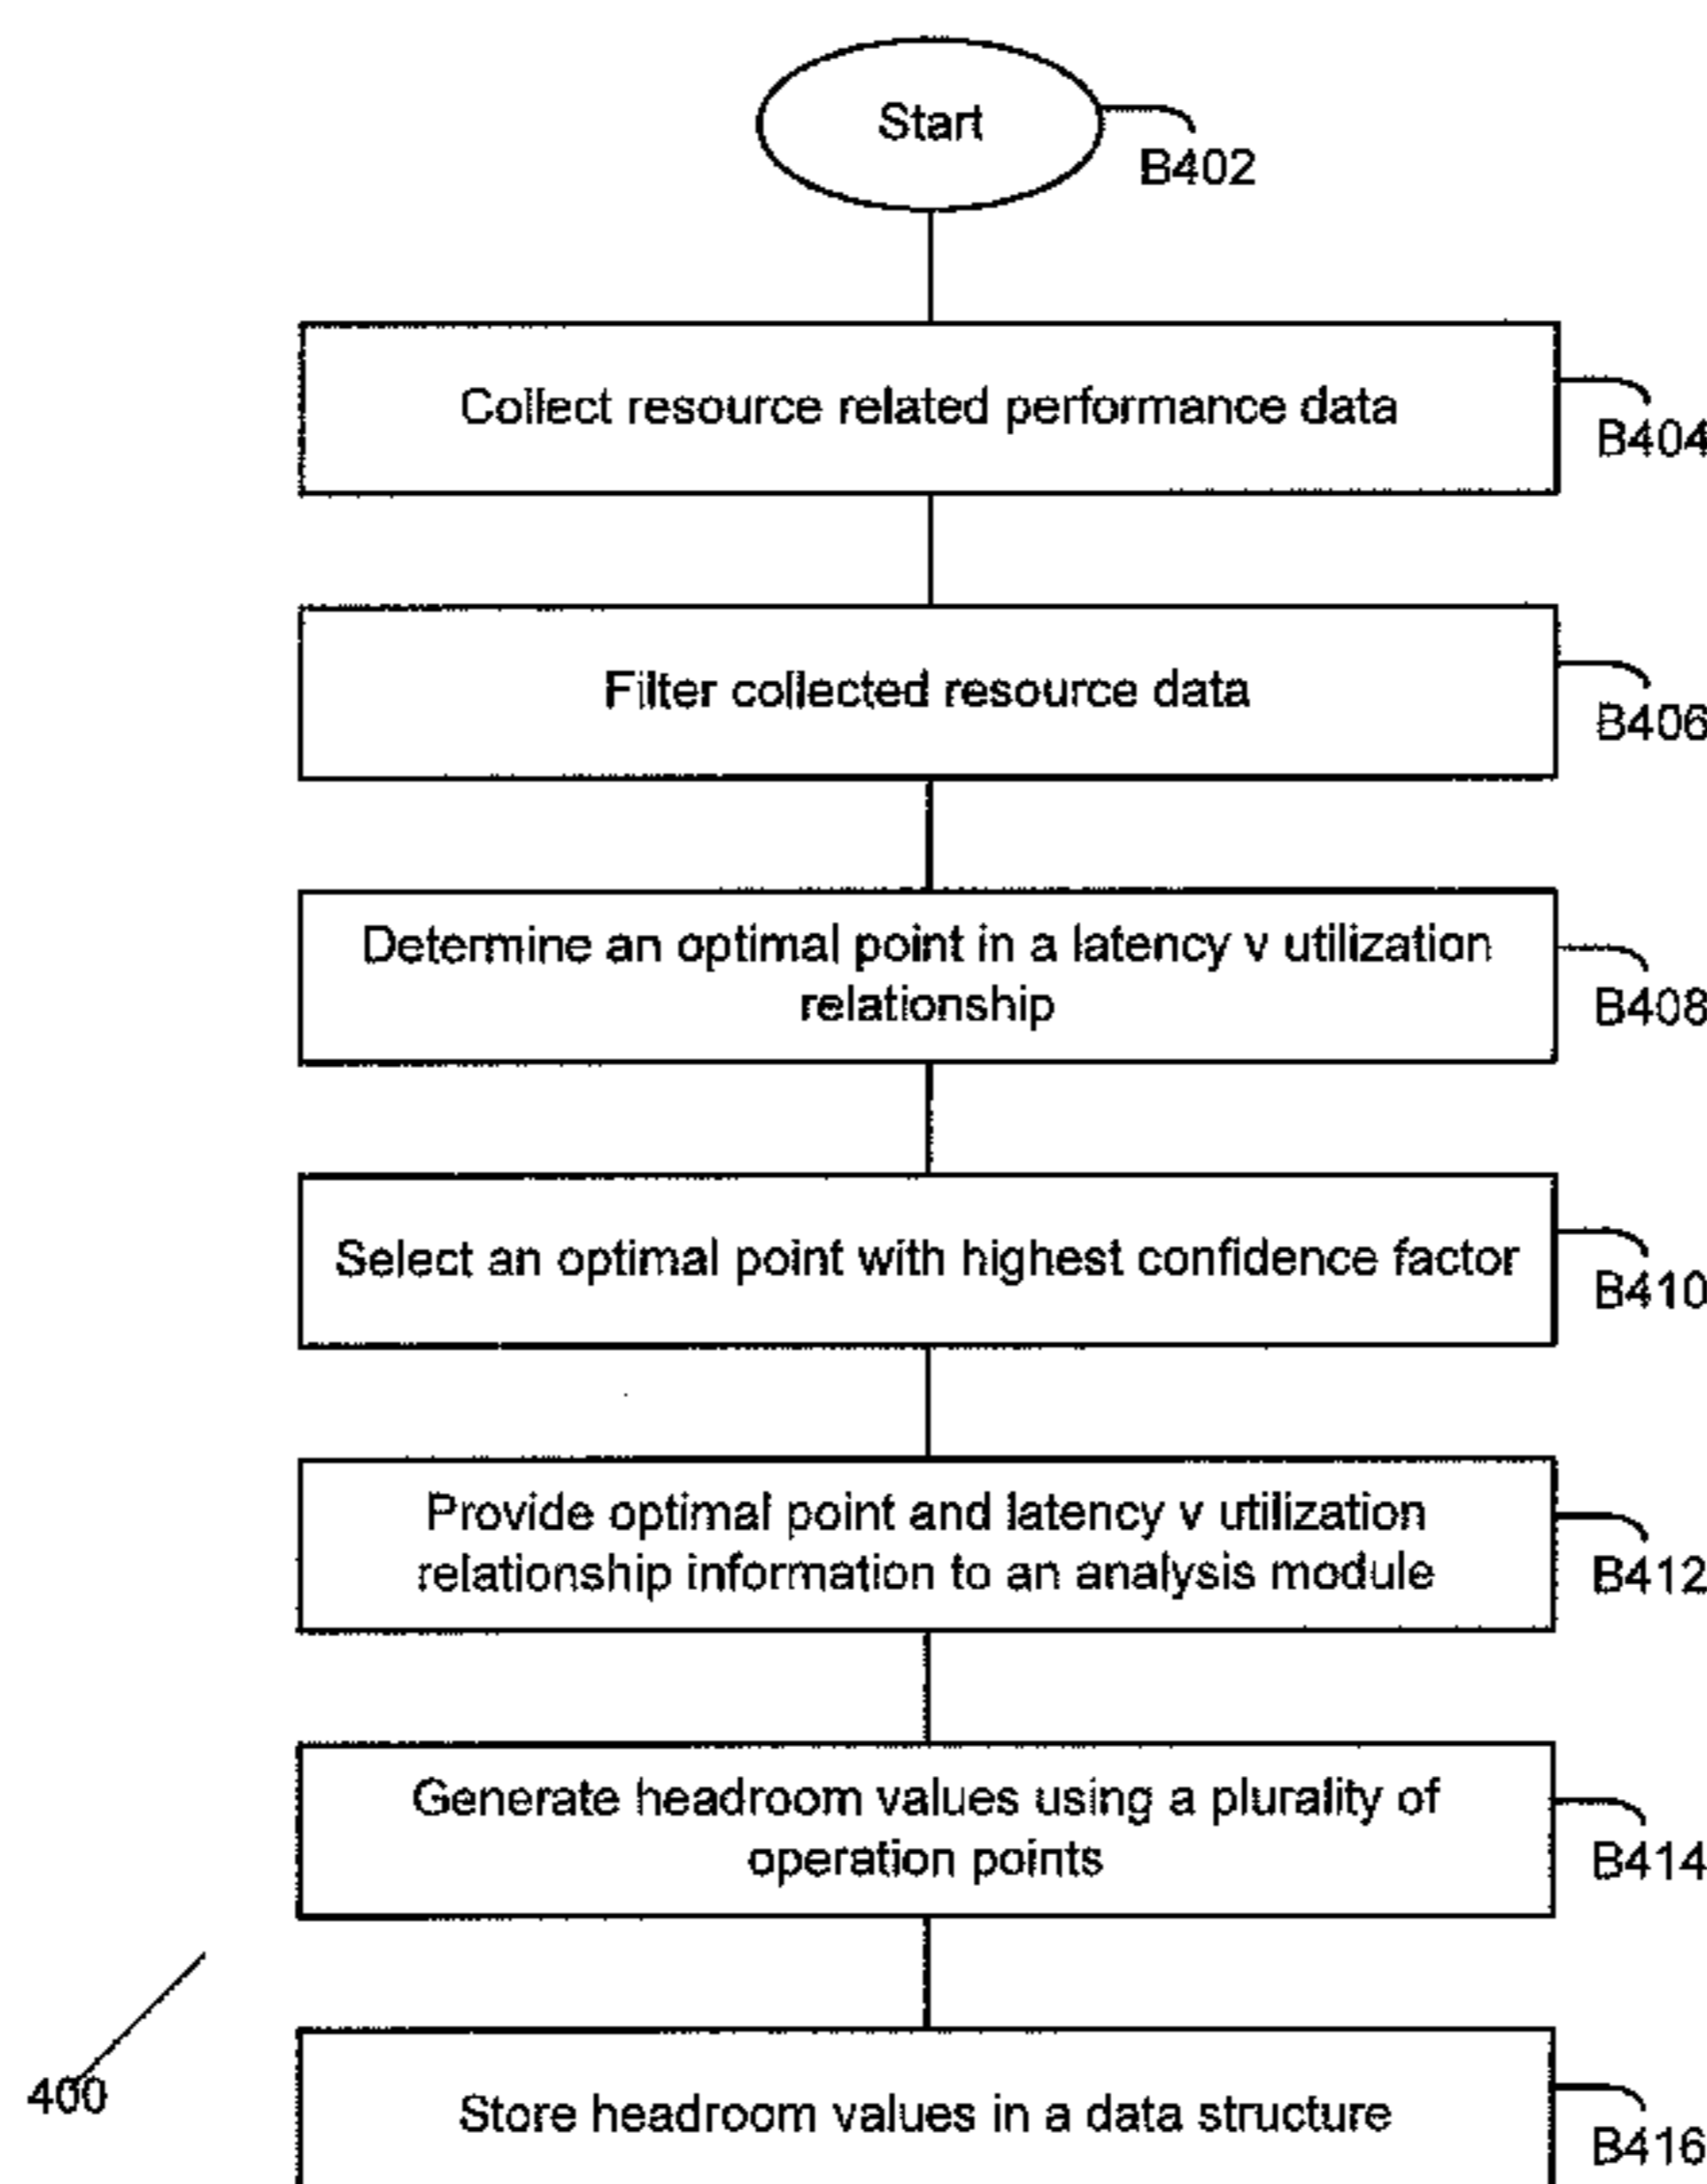 Start
B402
Collect resource related performance data
B404
Filter collected resource data
B406
Determine an optimal point in a latency v utilization
relationship
B408
Select an optimal point with highest confidence factor
B410
Provide optimal point and latency v utilization
relationship information to an analysis module
B412
Generate headroom values using a plurality of
operation points
B414
400
Store headroom values in a data structure
B416